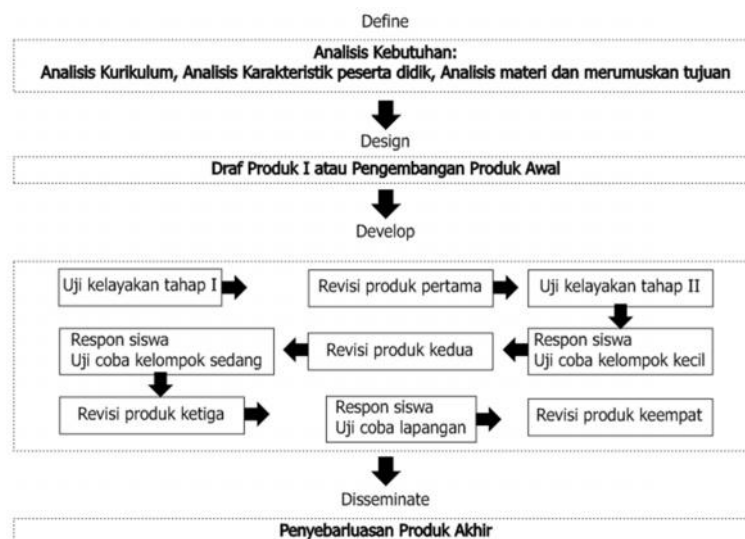 Define
Analisis Kebutuhan:
Analisis Kurikulum, Analisis Karakteristik peserta didik, Analisis materi dan merumuskan tujuan
Design
Draf Produk I atau Pengembangan Produk Awal
Develop
Uji kelayakan tahap I
Revisi produk pertama
Uji kelayakan tahap II
Respon siswa
Uji coba kelompok kecil
Revisi produk kedua
Respon siswa
Uji coba kelompok sedang
Revisi produk ketiga
Respon siswa
Uji coba lapangan
Revisi produk keempat
Disseminate
Penyebarluasan Produk Akhir